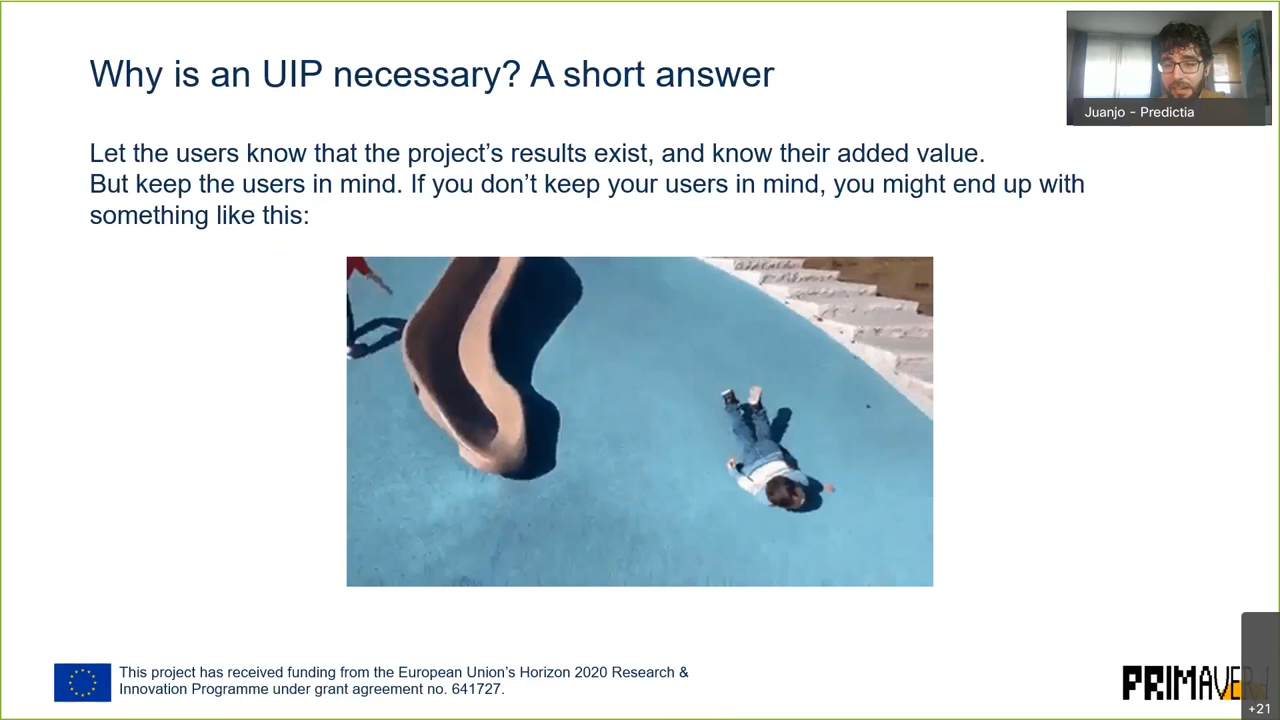 Why is an UIP necessary? A short answer
Juanjo - Predictia
Let the users know that the project’s results exist, and know their added value.
But keep the users in mind. If you don’t keep your users in mind, you might end up with
something like this:
This project has received funding from the European Union’s Horizon 2020 Research &
Innovation Programme under grant agreement no. 641727.
PRIMAVERA
+21